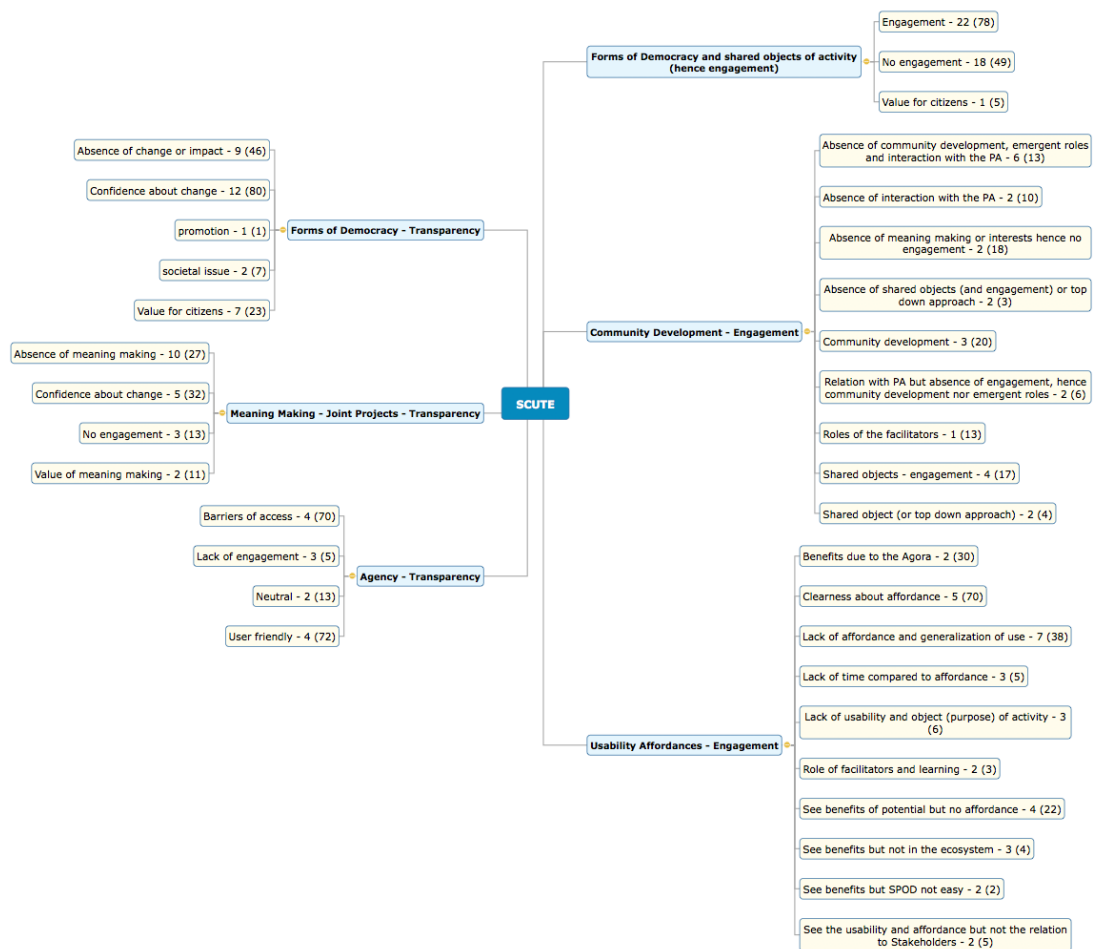 SCUTE
Forms of Democracy - Transparency
Absence of change or impact - 9 (46)
Confidence about change - 12 (80)
promotion - 1 (1)
societal issue - 2 (7)
Value for citizens - 7 (23)
Meaning Making - Joint Projects - Transparency
Absence of meaning making - 10 (27)
Confidence about change - 5 (32)
No engagement - 3 (13)
Value of meaning making - 2 (11)
Agency - Transparency
Barriers of access - 4 (70)
Lack of engagement - 3 (5)
Neutral - 2 (13)
User friendly - 4 (72)
Forms of Democracy and shared objects of activity
(hence engagement)
Engagement - 22 (78)
No engagement - 18 (49)
Value for citizens - 1 (5)
Community Development - Engagement
Absence of community development, emergent roles
and interaction with the PA - 6 (13)
Absence of interaction with the PA - 2 (10)
Absence of meaning making or interests hence no
engagement - 2 (18)
Absence of shared objects (and engagement) or top
down approach - 2 (3)
Community development - 3 (20)
Relation with PA but absence of engagement, hence
community development nor emergent roles - 2 (6)
Roles of the facilitators - 1 (13)
Shared objects - engagement - 4 (17)
Shared object (or top down approach) - 2 (4)
Usability Affordances - Engagement
Benefits due to the Agora - 2 (30)
Clearness about affordance - 5 (70)
Lack of affordance and generalization of use - 7 (38)
Lack of time compared to affordance - 3 (5)
Lack of usability and object (purpose) of activity - 3
(6)
Role of facilitators and learning - 2 (3)
See benefits of potential but no affordance - 4 (22)
See benefits but not in the ecosystem - 3 (4)
See benefits but SPOD not easy - 2 (2)
See the usability and affordance but not the relation
to Stakeholders - 2 (5)